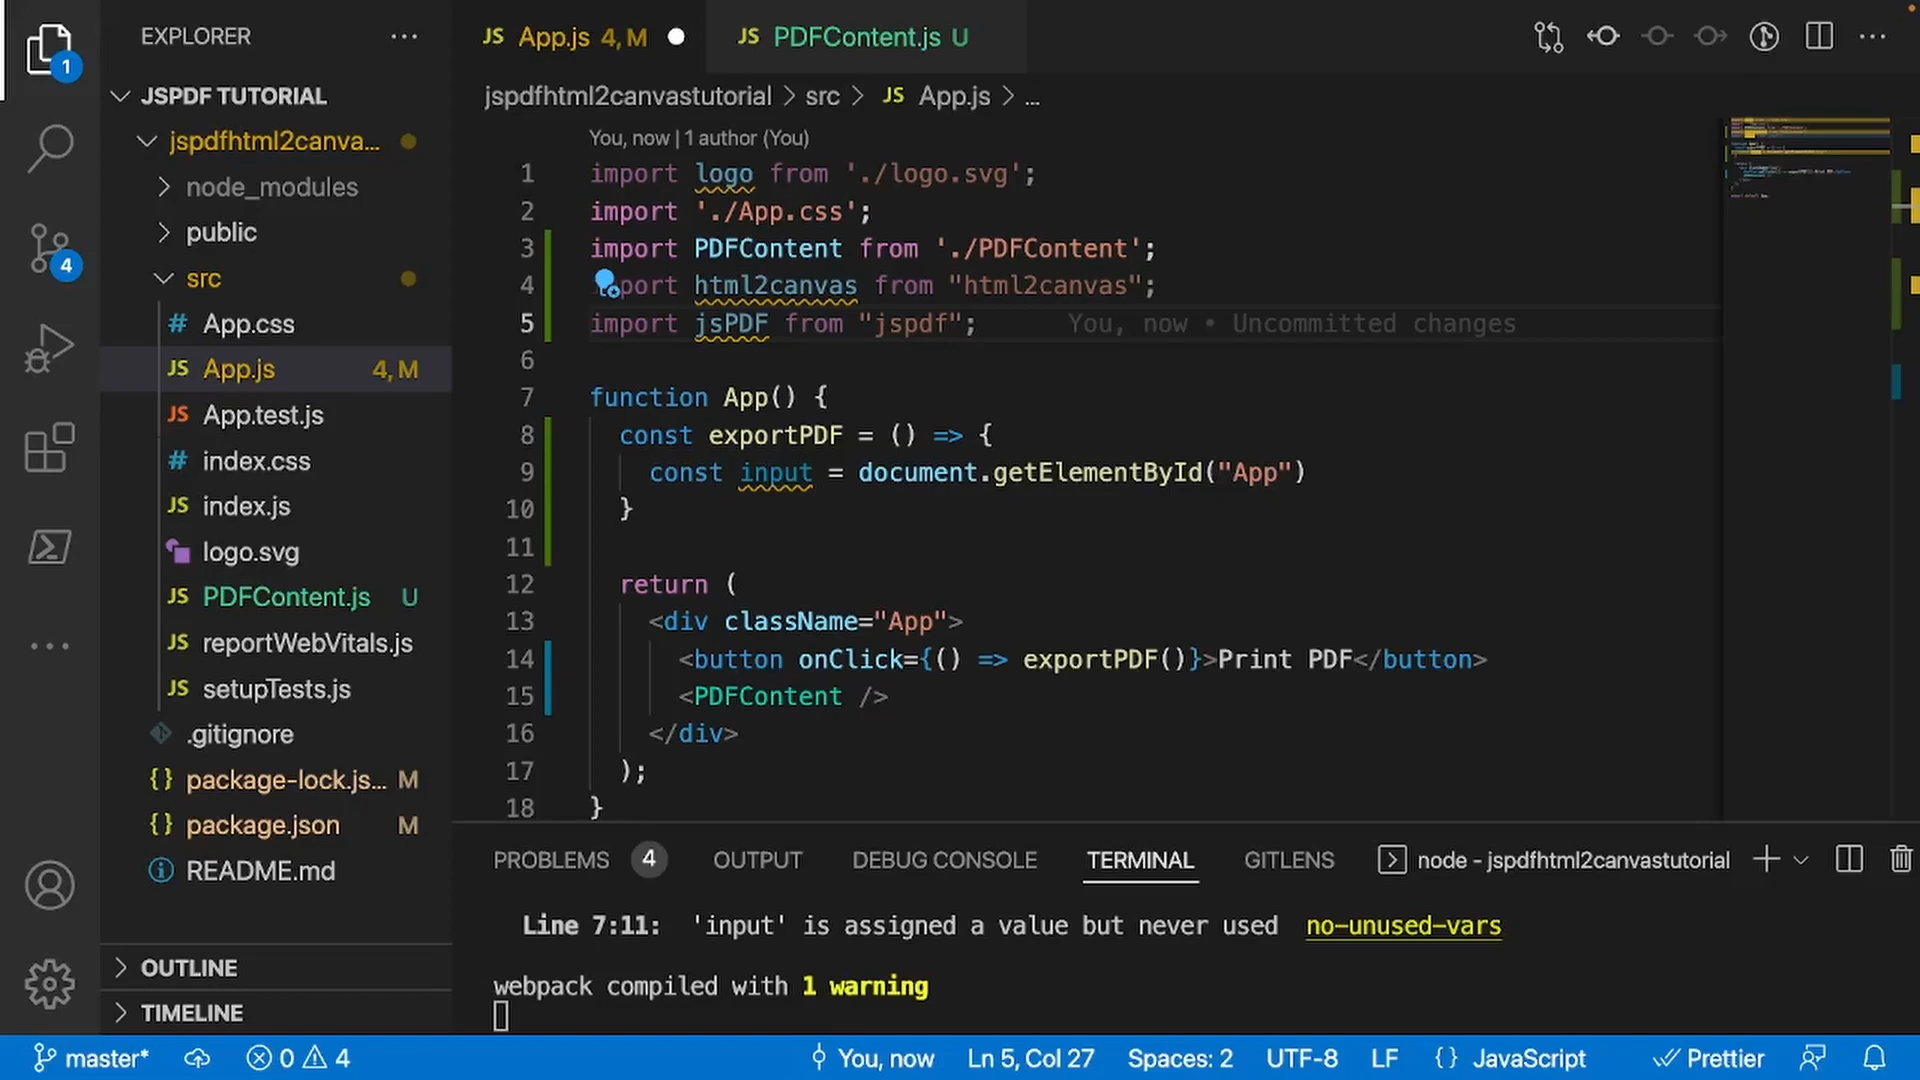 EXPLORER
JSPDF TUTORIAL
jspdfhtml2canva...
node_modules
public
src
App.css
App.js 4, M
App.test.js
index.css
index.js
logo.svg
PDFContent.js U
reportWebVitals.js
setupTests.js
.gitignore
package-lock.js... M
package.json M
README.md
OUTLINE
TIMELINE
1
4
JS App.js 4, M
JS PDFContent.js U
jspdfhtml2canvastutorial > src > JS App.js > ...
You, now | 1 author (You)
1 import logo from './logo.svg';
2 import './App.css';
3 import PDFContent from './PDFContent';
4 port html2canvas from "html2canvas";
5 import jsPDF from "jspdf"; You, now • Uncommitted changes
6
7 function App() {
8 const exportPDF = () => {
9 const input = document.getElementById("App")
10 }
11
12 return (
13 <div className="App">
14 <button onClick={() => exportPDF()}>Print PDF</button>
15 <PDFContent />
16 </div>
17 );
18 }
PROBLEMS 4 OUTPUT DEBUG CONSOLE TERMINAL GITLENS node - jspdfhtml2canvastutorial
Line 7:11: 'input' is assigned a value but never used no-unused-vars
webpack compiled with 1 warning
master* 0 4 You, now Ln 5, Col 27 Spaces: 2 UTF-8 LF {} JavaScript Prettier